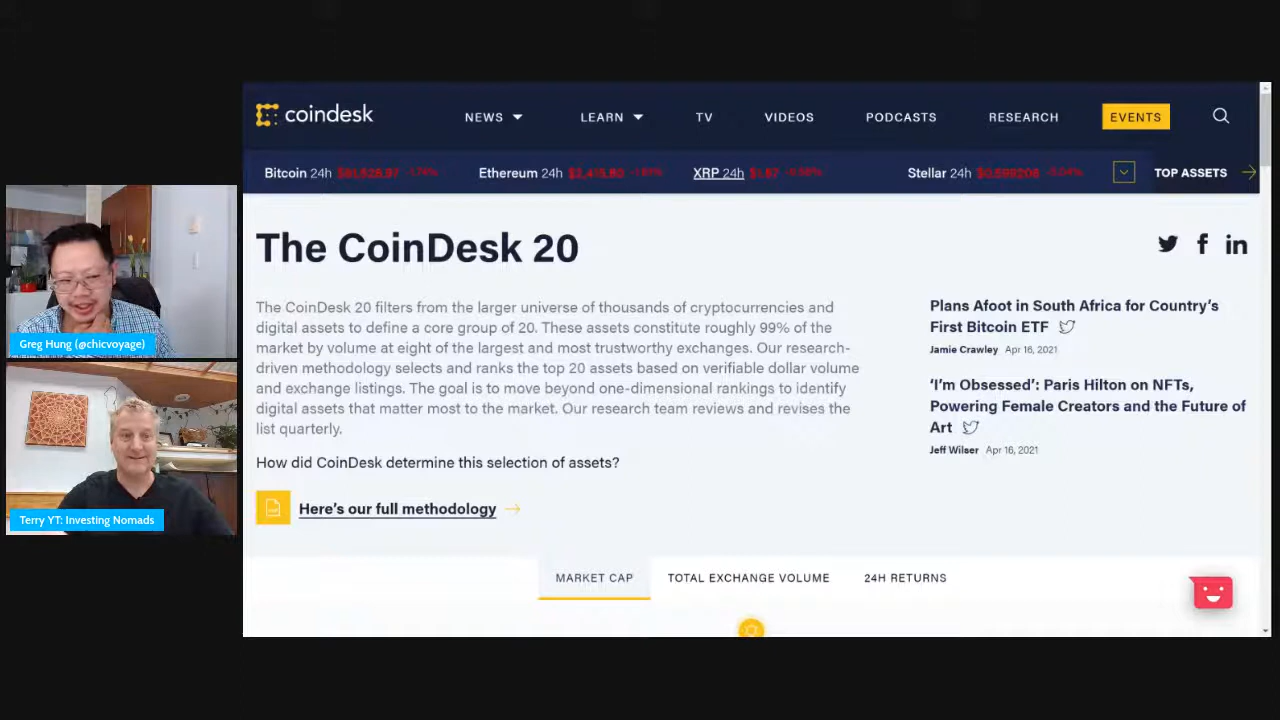 coindesk
NEWS
LEARN
TV
VIDEOS
PODCASTS
RESEARCH
EVENTS
Bitcoin 24h
Ethereum 24h
XRP 24h
Stellar 24h
TOP ASSETS
The CoinDesk 20
The CoinDesk 20 filters from the larger universe of thousands of cryptocurrencies and
digital assets to define a core group of 20. These assets constitute roughly 99% of the
market by volume at eight of the largest and most trustworthy exchanges. Our research-
driven methodology selects and ranks the top 20 assets based on verifiable dollar volume
and exchange listings. The goal is to move beyond one-dimensional rankings to identify
digital assets that matter most to the market. Our research team reviews and revises the
list quarterly.
How did CoinDesk determine this selection of assets?
Here's our full methodology
Plans Afoot in South Africa for Country's
First Bitcoin ETF
Jamie Crawley Apr 16, 2021
'I'm Obsessed': Paris Hilton on NFTs,
Powering Female Creators and the Future of
Art
Jeff Wilser Apr 16, 2021
MARKET CAP
TOTAL EXCHANGE VOLUME
24H RETURNS
Greg Hung (@chicvoyage)
Terry YT: Investing Nomads